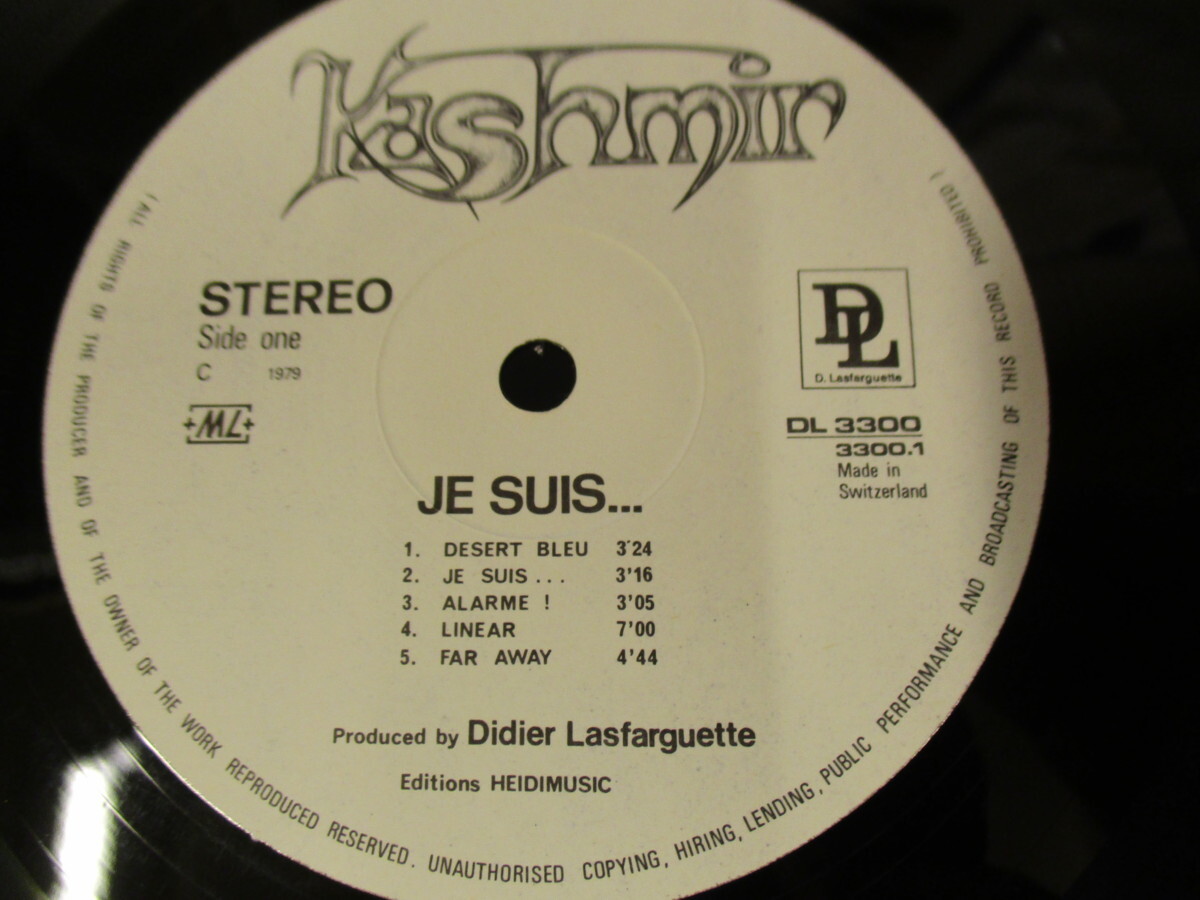 Kashmir
STEREO
Side one
C 1979
ML
DL
D. Lasfarguette
DL 3300
3300.1
Made in
Switzerland
JE SUIS...
1. DESERT BLEU 3'24
2. JE SUIS... 3'16
3. ALARME ! 3'05
4. LINEAR 7'00
5. FAR AWAY 4'44
Produced by Didier Lasfarguette
Editions HEIDIMUSIC
( ALL RIGHTS OF THE PRODUCER AND OF THE OWNER OF THE WORK REPRODUCED RESERVED. UNAUTHORISED COPYING, HIRING, LENDING, PUBLIC PERFORMANCE AND BROADCASTING OF THIS RECORD PROHIBITED )